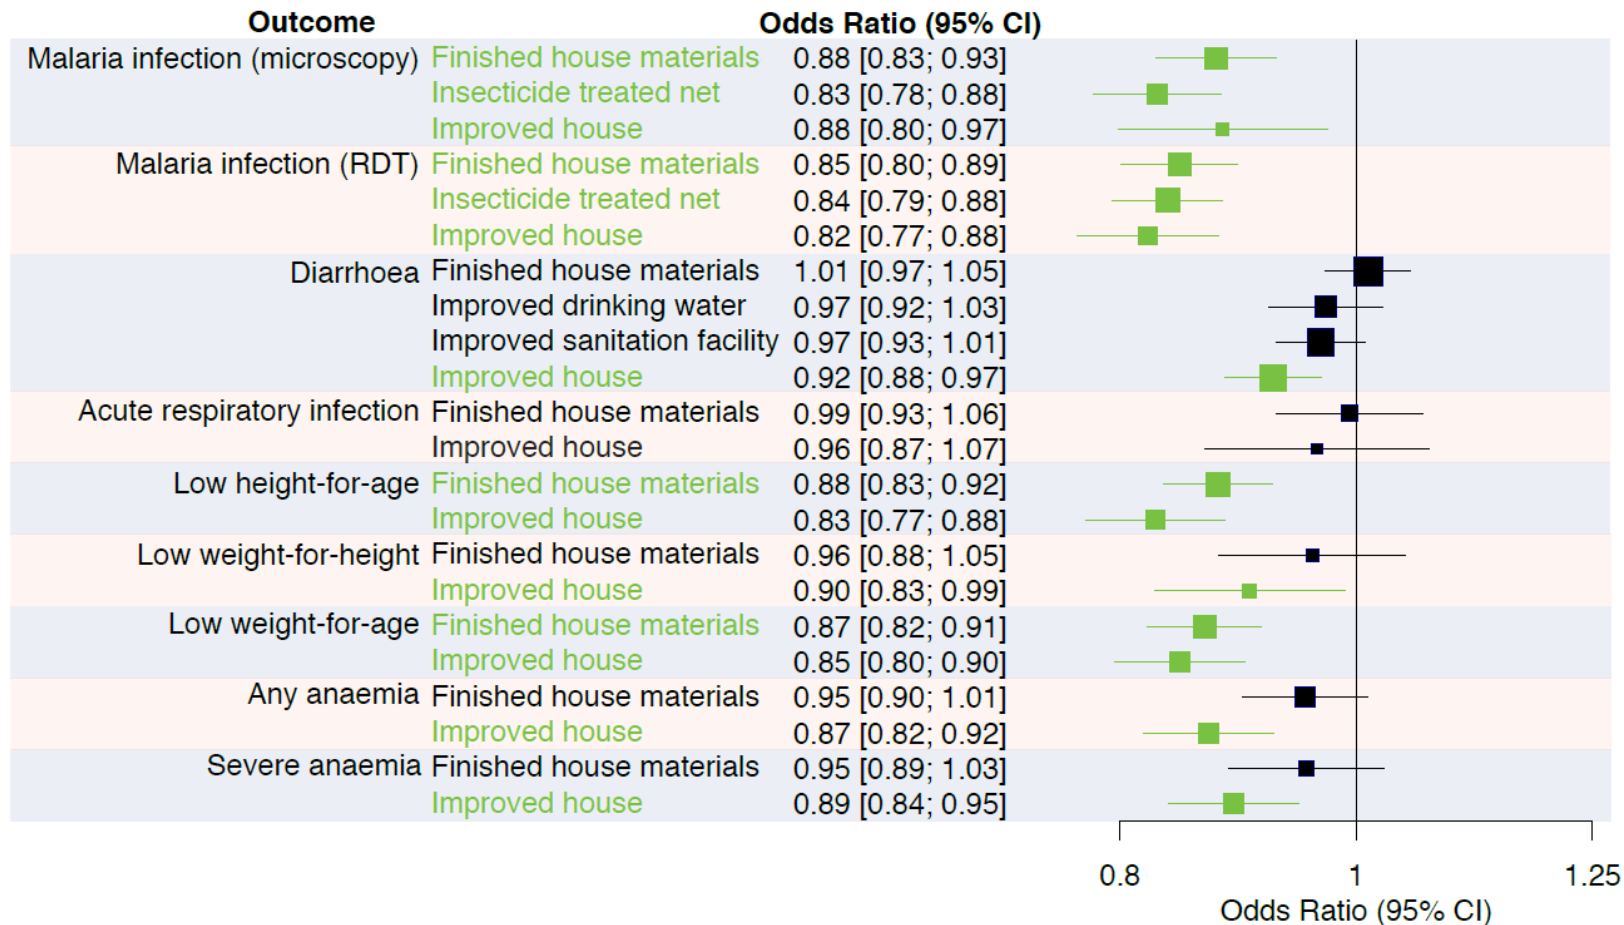 Outcome Odds Ratio (95% CI)
Malaria infection (microscopy) Finished house materials 0.88 [0.83; 0.93]
Insecticide treated net 0.83 [0.78; 0.88]
Improved house 0.88 [0.80; 0.97]
Malaria infection (RDT) Finished house materials 0.85 [0.80; 0.89]
Insecticide treated net 0.84 [0.79; 0.88]
Improved house 0.82 [0.77; 0.88]
Diarrhoea Finished house materials 1.01 [0.97; 1.05]
Improved drinking water 0.97 [0.92; 1.03]
Improved sanitation facility 0.97 [0.93; 1.01]
Improved house 0.92 [0.88; 0.97]
Acute respiratory infection Finished house materials 0.99 [0.93; 1.06]
Improved house 0.96 [0.87; 1.07]
Low height-for-age Finished house materials 0.88 [0.83; 0.92]
Improved house 0.83 [0.77; 0.88]
Low weight-for-height Finished house materials 0.96 [0.88; 1.05]
Improved house 0.90 [0.83; 0.99]
Low weight-for-age Finished house materials 0.87 [0.82; 0.91]
Improved house 0.85 [0.80; 0.90]
Any anaemia Finished house materials 0.95 [0.90; 1.01]
Improved house 0.87 [0.82; 0.92]
Severe anaemia Finished house materials 0.95 [0.89; 1.03]
Improved house 0.89 [0.84; 0.95]
0.8 1 1.25
Odds Ratio (95% CI)